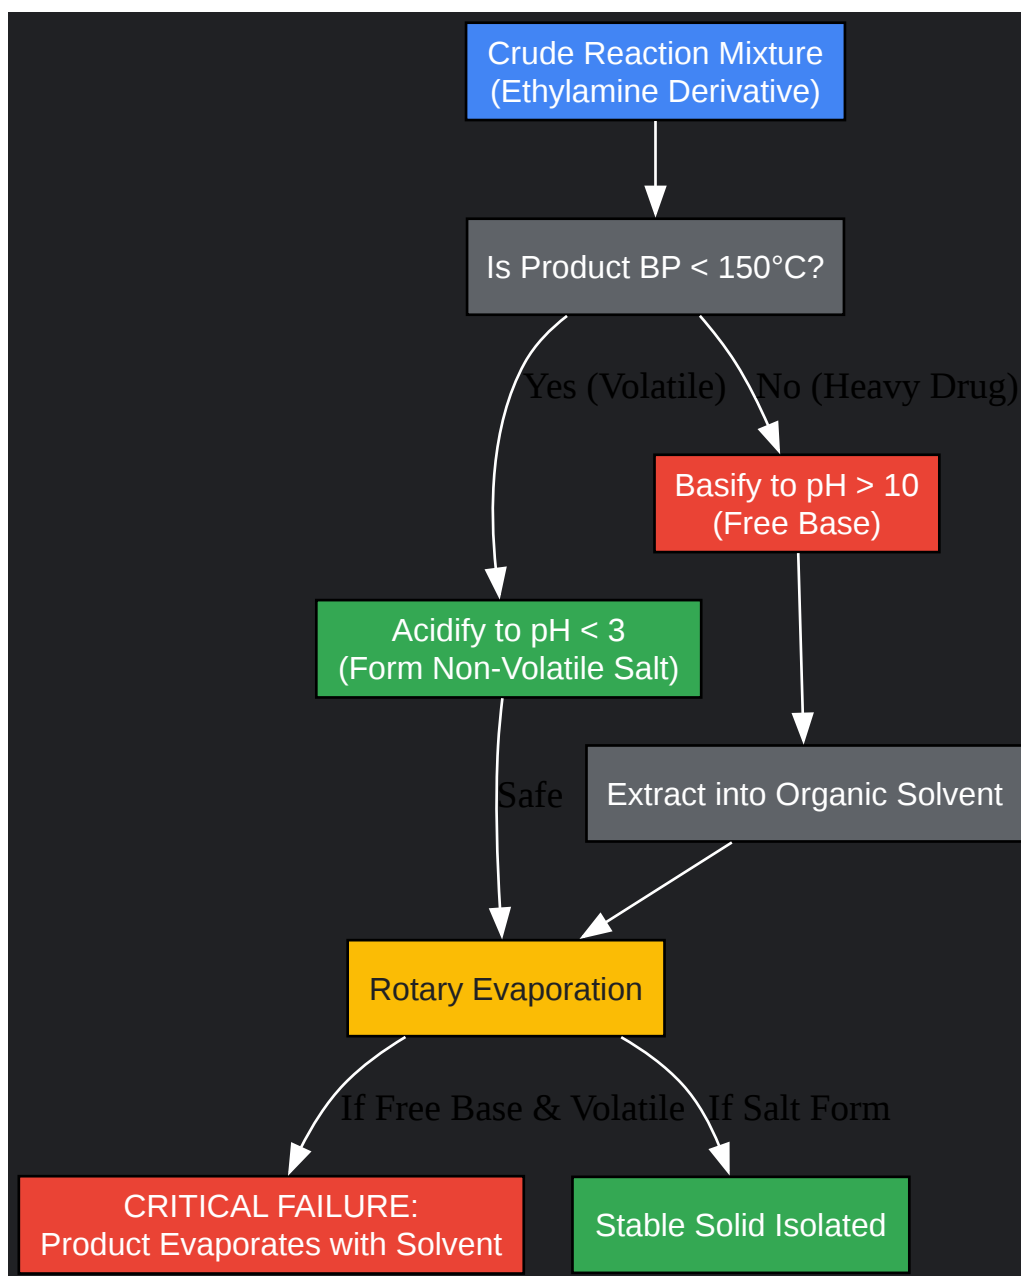 Crude Reaction Mixture
(Ethylamine Derivative)
Is Product BP < 150°C?
Yes (Volatile)
No (Heavy Drug)
Basify to pH > 10
(Free Base)
Acidify to pH < 3
(Form Non-Volatile Salt)
Safe
Extract into Organic Solvent
Rotary Evaporation
If Free Base & Volatile
If Salt Form
CRITICAL FAILURE:
Product Evaporates with Solvent
Stable Solid Isolated